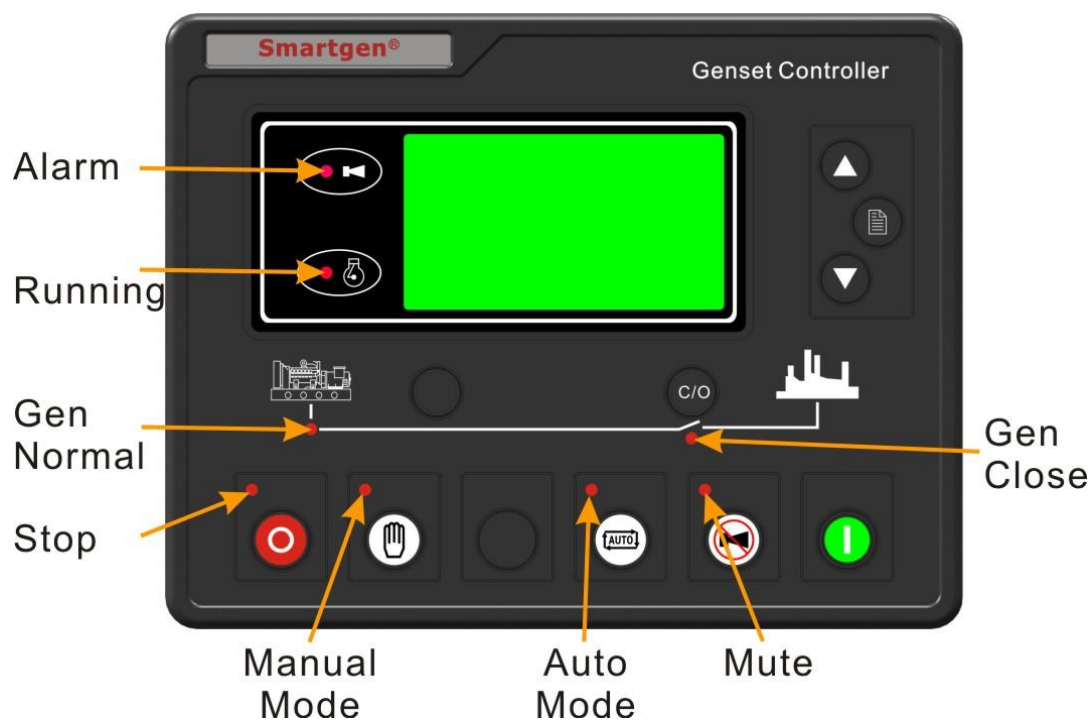 Smartgen®
Genset Controller
Alarm
Running
C/O
Gen
Normal
Gen
Close
Stop
AUTO
Manual
Mode
Auto
Mode
Mute